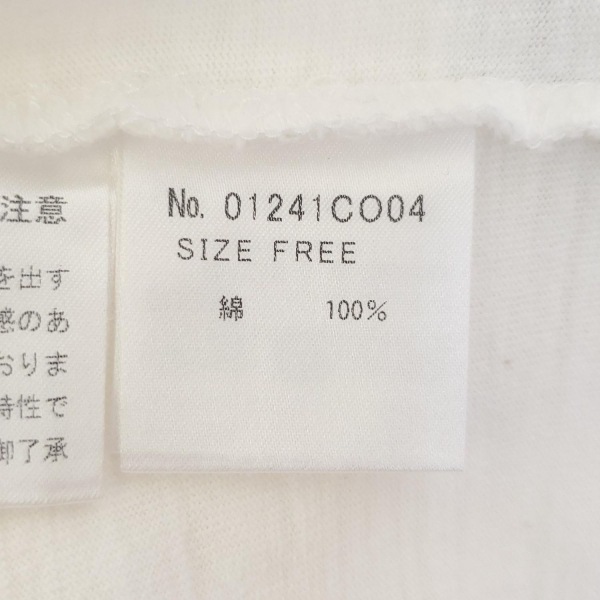 No. 01241CO04
SIZE FREE
綿 100%
注意
を出す
感のあ
おりま
特性で
御了承